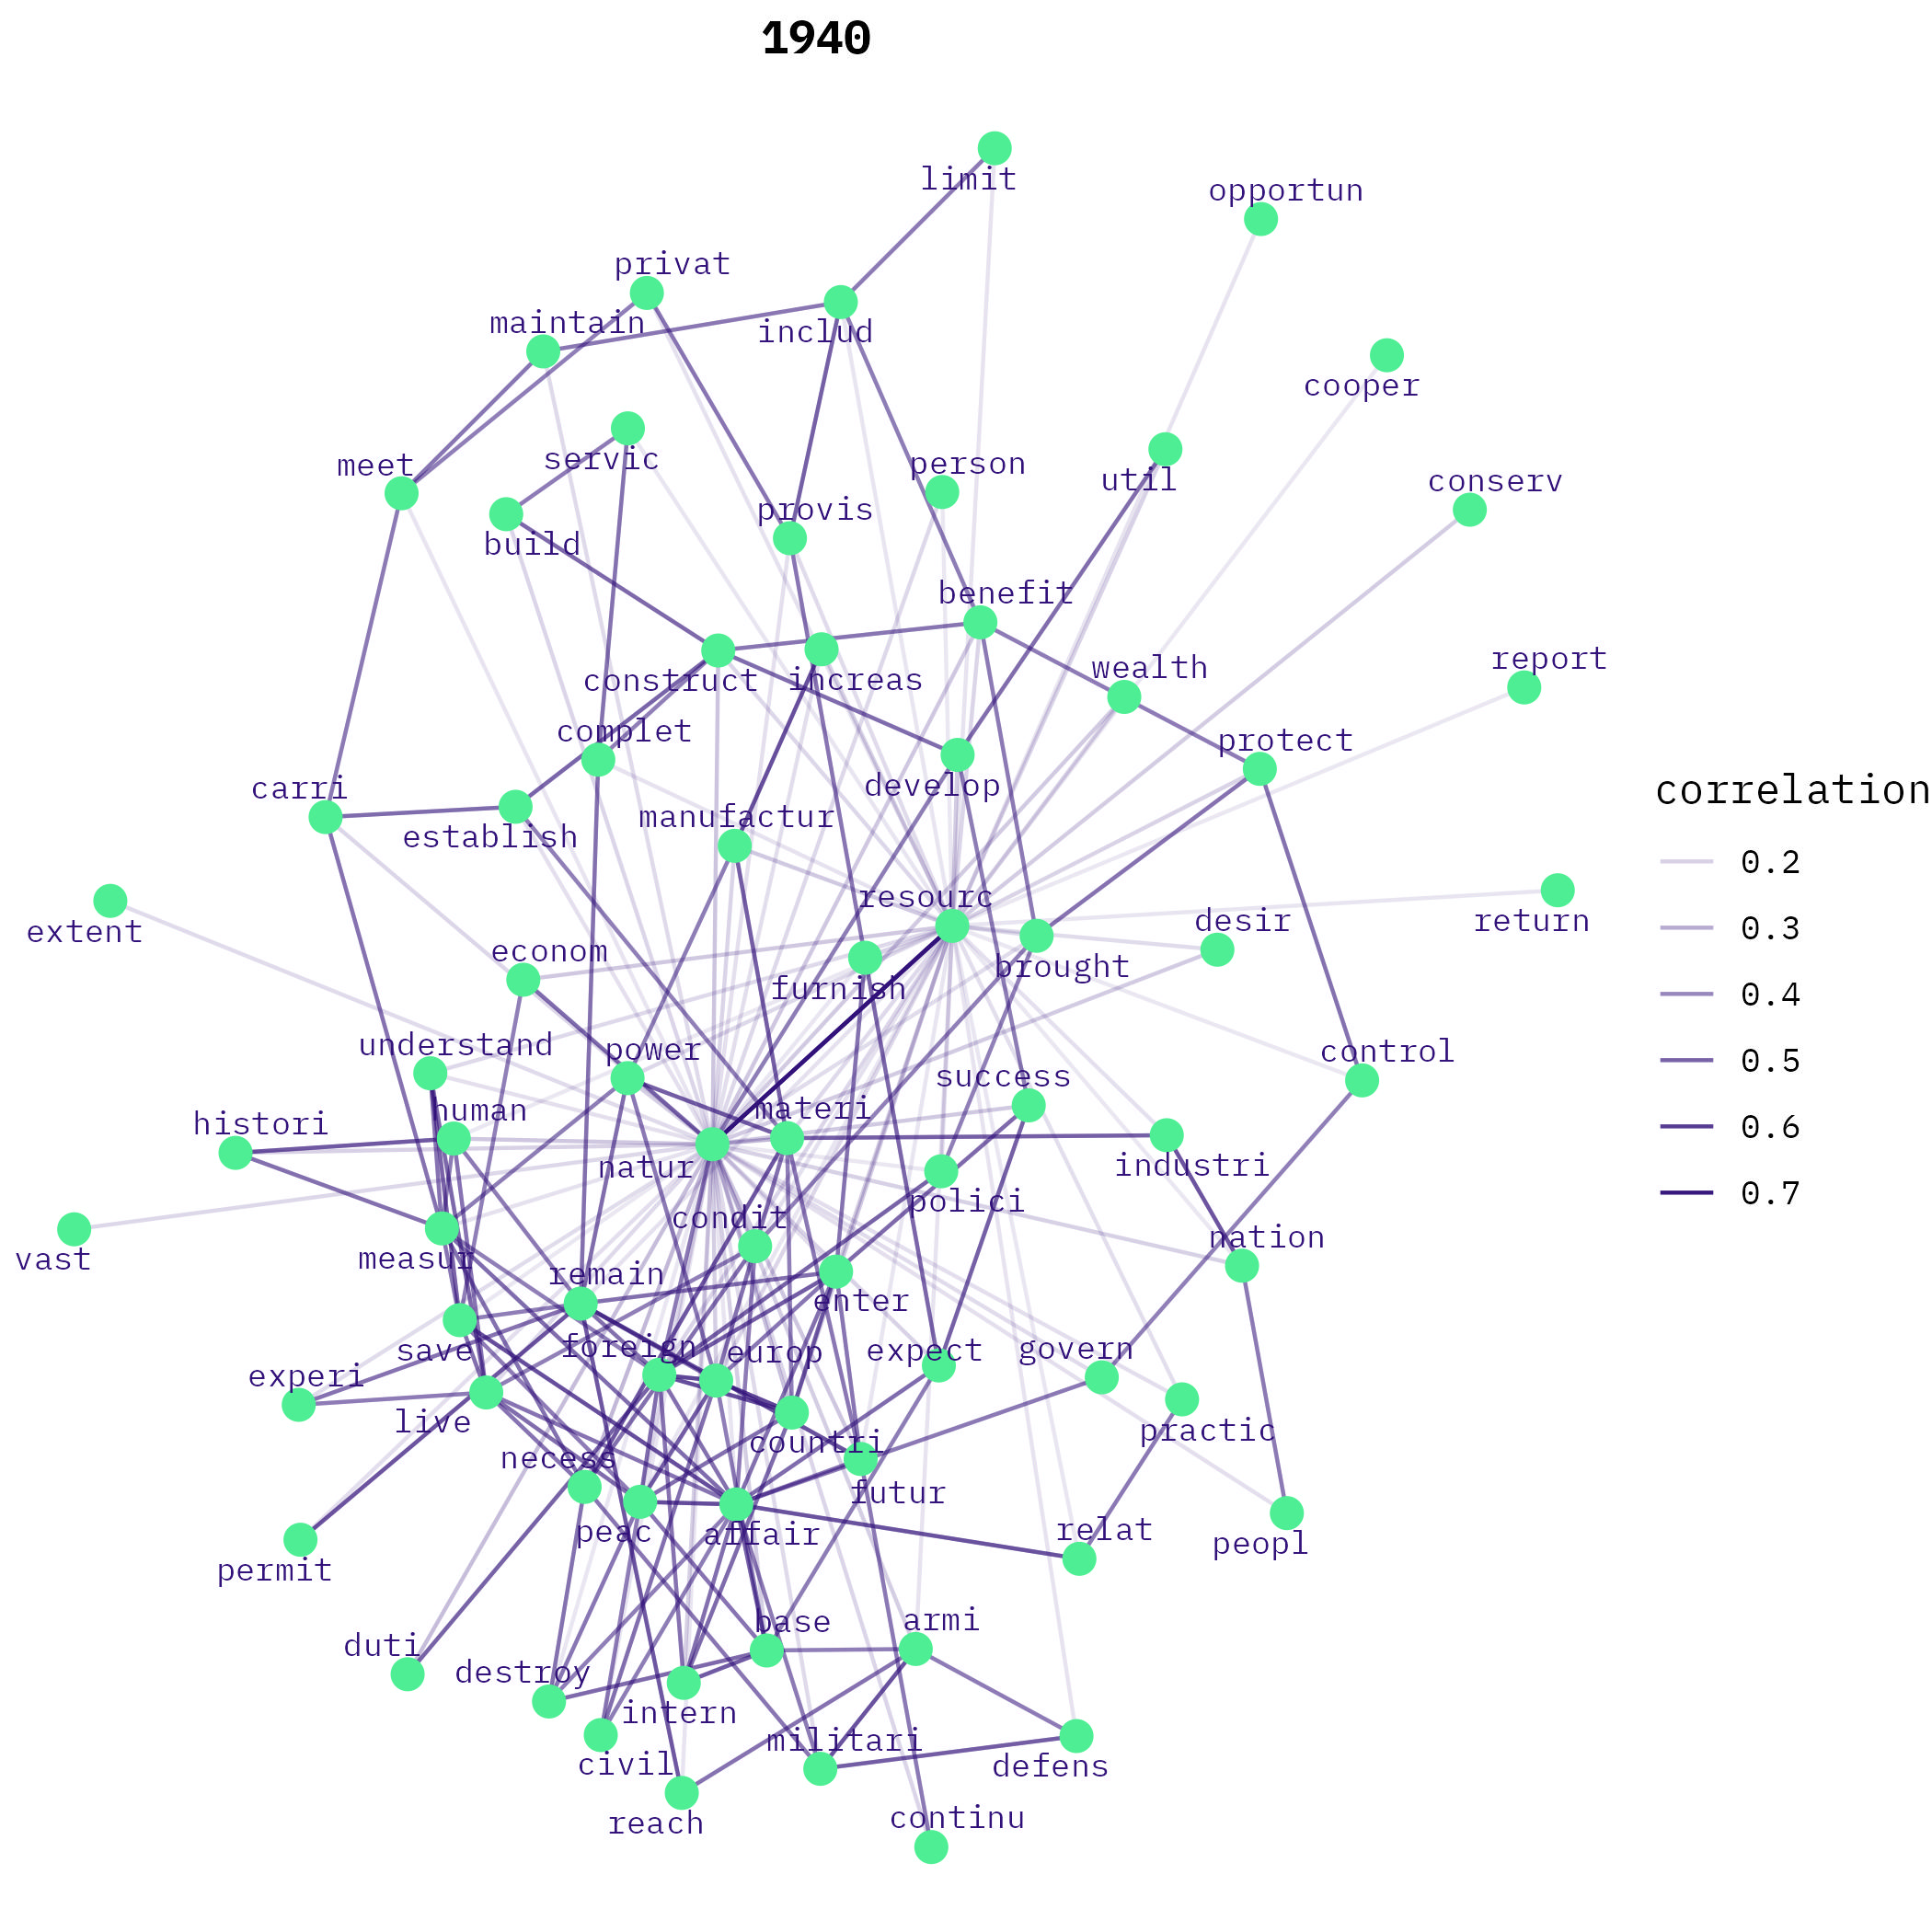 1940
limit
opportun
privat
maintain
includ
cooper
servic
meet
person
util
conserv
provis
build
benefit
report
wealth
construct
increas
complet
protect
develop
carri
manufactur
establish
correlation
0.2
0.3
0.4
0.5
0.6
0.7
resourc
desir
return
extent
econom
brought
furnish
understand
power
success
control
human
materi
histori
natur
industri
polici
condit
nation
vast
measur
remain
enter
save
foreign
europ
expect
govern
experi
live
countri
practic
necess
futur
peac
affair
relat
peopl
permit
duti
base
armi
destroy
intern
militari
civil
defens
reach
continu